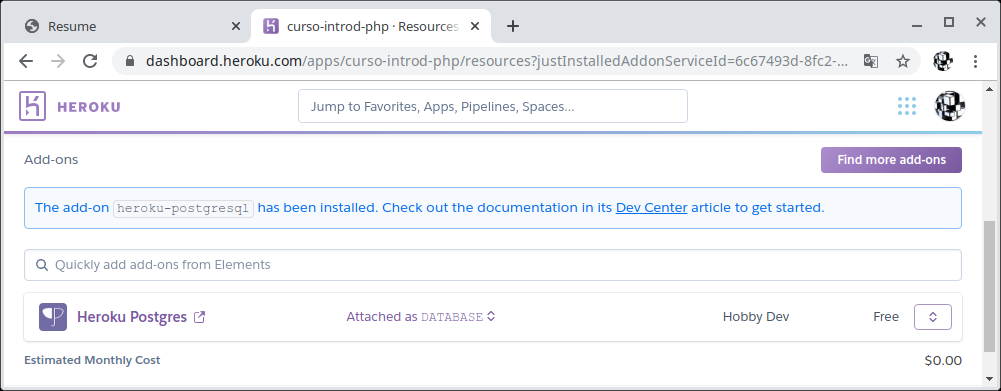 Resume
curso-introd-php · Resources
dashboard.heroku.com/apps/curso-introd-php/resources?justInstalledAddonServiceId=6c67493d-8fc2-...
HEROKU
Jump to Favorites, Apps, Pipelines, Spaces...
Add-ons
Find more add-ons
The add-on heroku-postgresql has been installed. Check out the documentation in its Dev Center article to get started.
Quickly add add-ons from Elements
Heroku Postgres Attached as DATABASE Hobby Dev Free
Estimated Monthly Cost $0.00